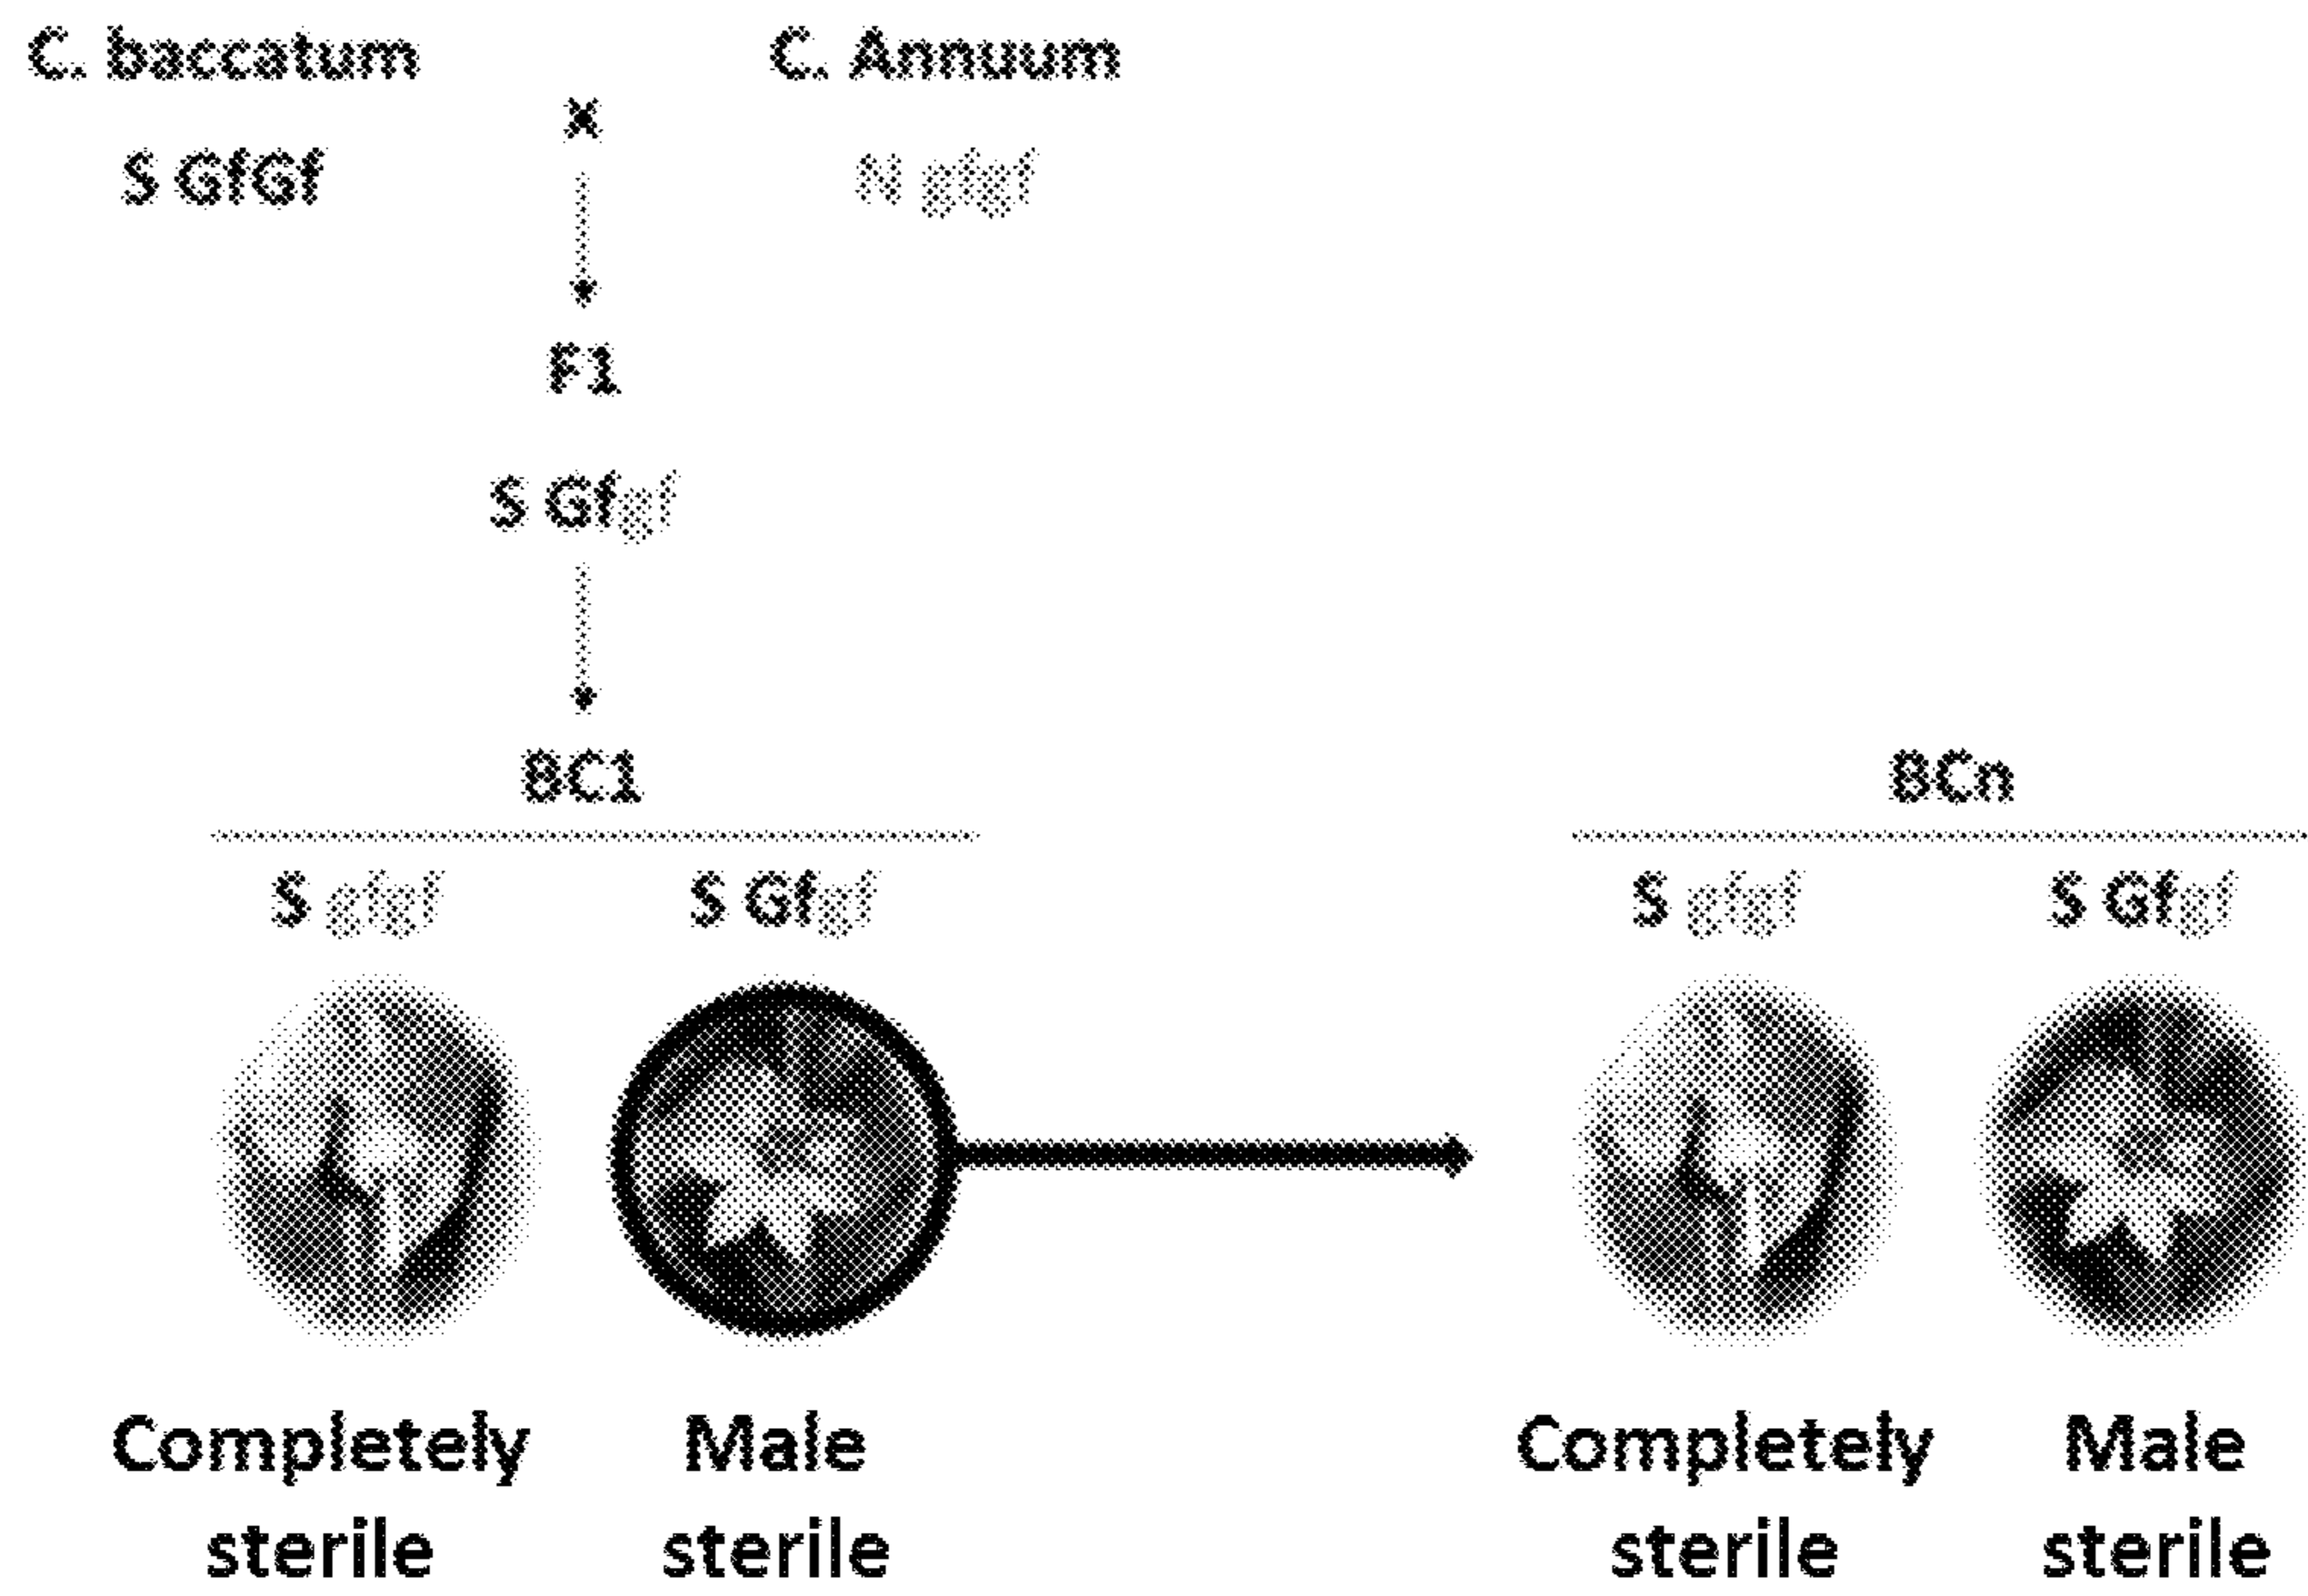 C. baccatum
C. Annuum
x
S GfGf
N gfgf
F1
S Gfgf
BC1
BCn
S gfgf
S Gfgf
S gfgf
S Gfgf
Completely
sterile
Male
sterile
Completely
sterile
Male
sterile